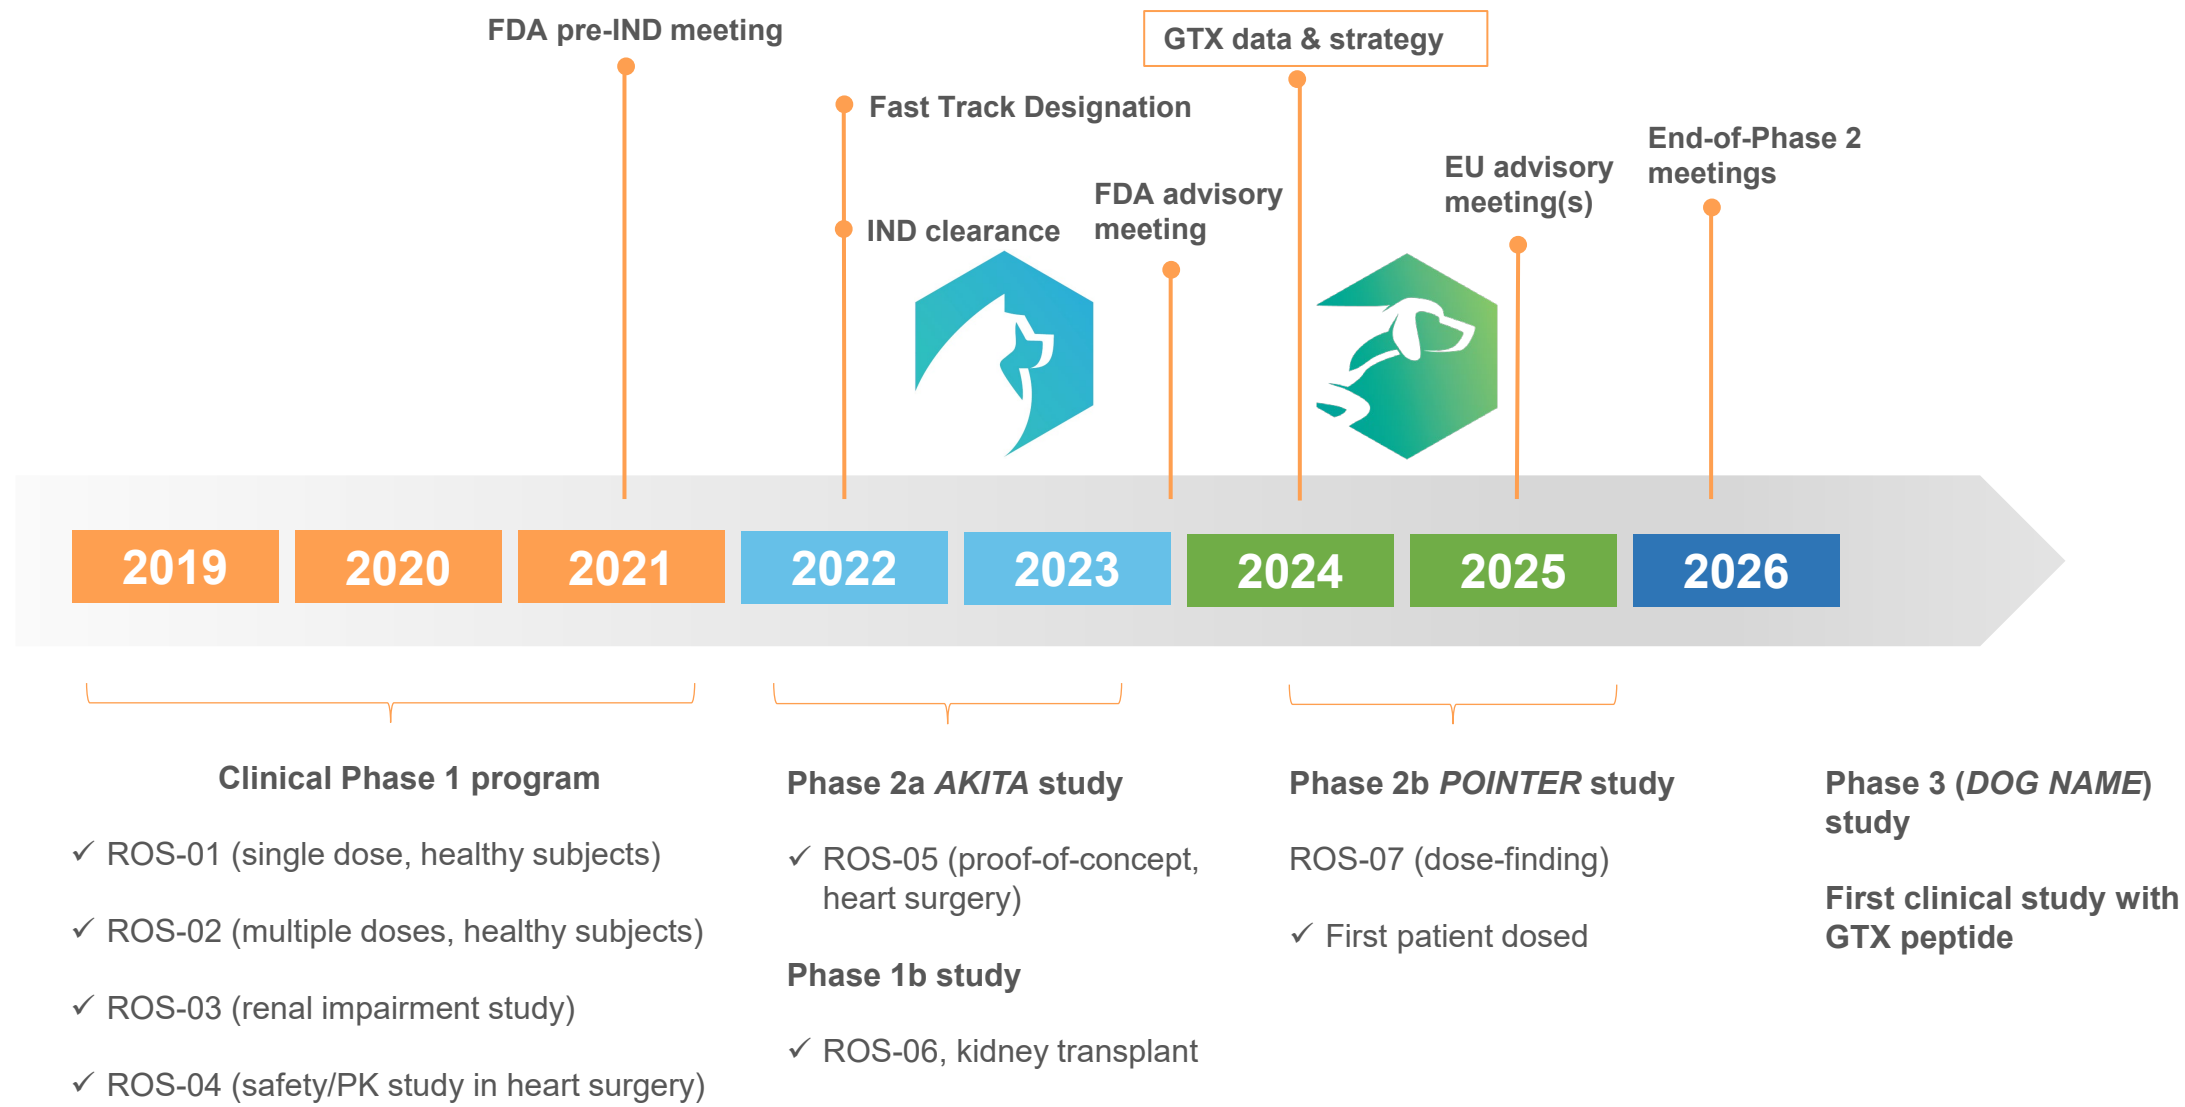 FDA pre-IND meeting
GTX data & strategy
Fast Track Designation
End-of-Phase 2
meetings
EU advisory
meeting(s)
FDA advisory
meeting
IND clearance
2019
2020
2021
2022
2023
2024
2025
2026
Clinical Phase 1 program
✓ ROS-01 (single dose, healthy subjects)
✓ ROS-02 (multiple doses, healthy subjects)
✓ ROS-03 (renal impairment study)
✓ ROS-04 (safety/PK study in heart surgery)
Phase 2a AKITA study
✓ ROS-05 (proof-of-concept,
heart surgery)
Phase 1b study
✓ ROS-06, kidney transplant
Phase 2b POINTER study
ROS-07 (dose-finding)
✓ First patient dosed
Phase 3 (DOG NAME)
study
First clinical study with
GTX peptide